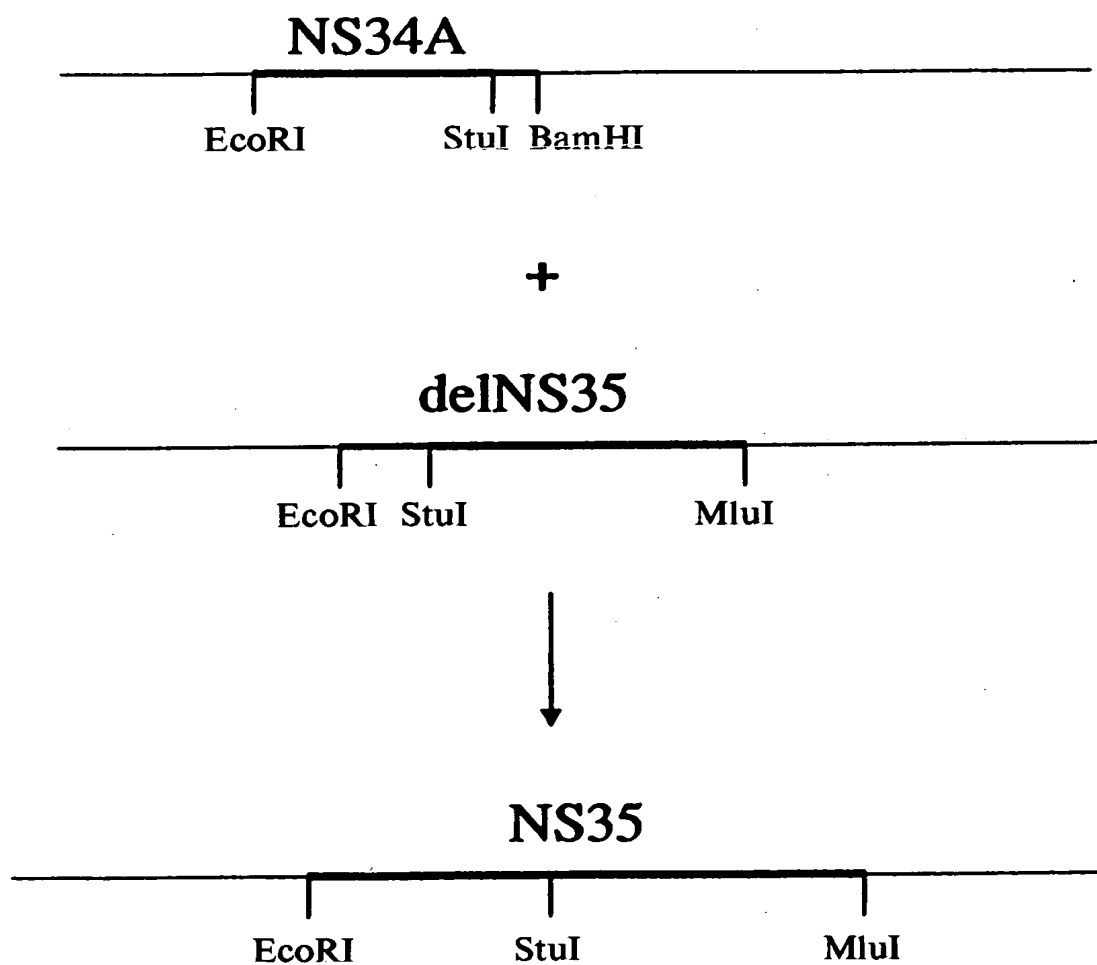 NS34A
EcoRI StuI BamHI
+
delNS35
EcoRI StuI MluI
NS35
EcoRI StuI MluI